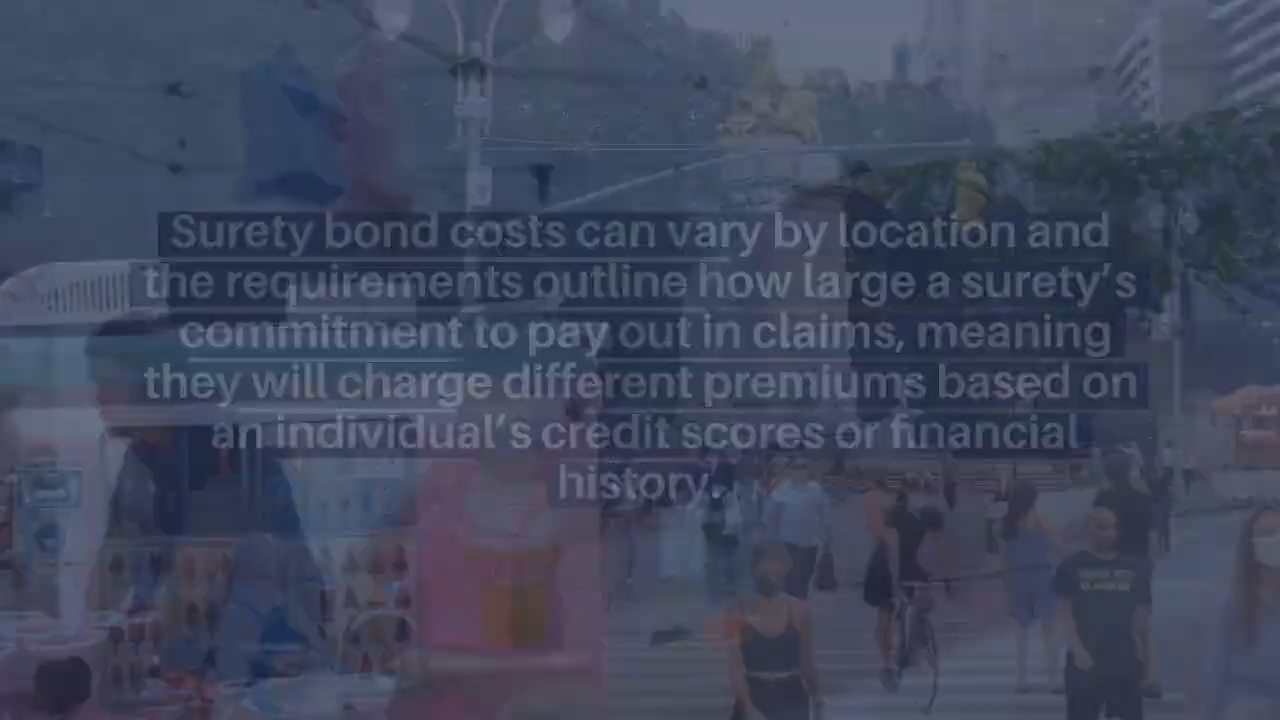 Surety bond costs can vary by location and
the requirements outline how large a surety’s
commitment to pay out in claims, meaning
they will charge different premiums based on
an individual’s credit scores or financial
history.